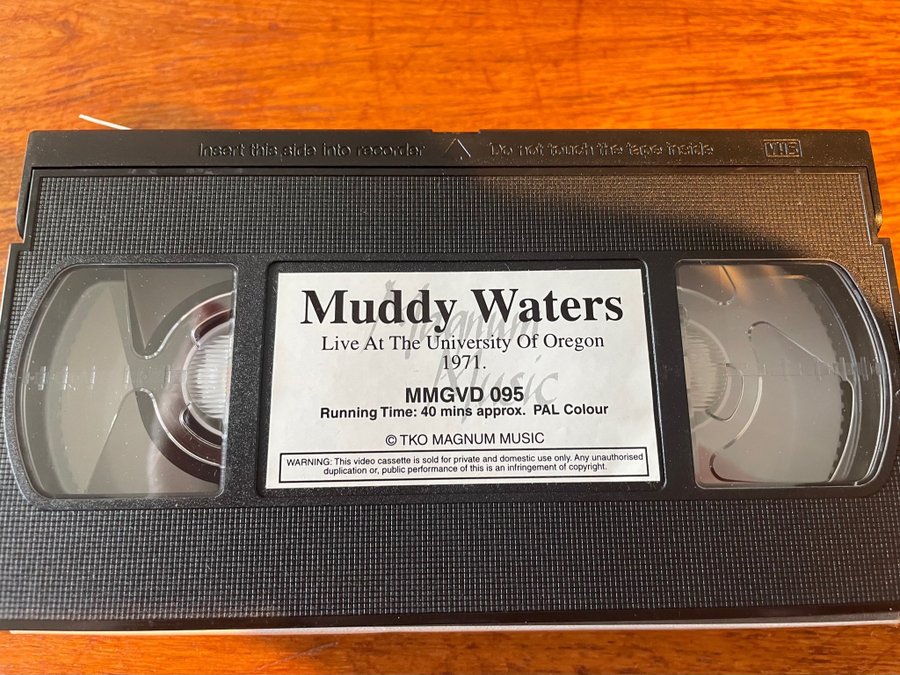 Insert this side into recorder △ Do not touch the tape inside VHS
Muddy Waters
Live At The University Of Oregon
1971.
Magnum
Music
MMGVD 095
Running Time: 40 mins approx. PAL Colour
© TKO MAGNUM MUSIC
WARNING: This video cassette is sold for private and domestic use only. Any unauthorised
duplication or, public performance of this is an infringement of copyright.